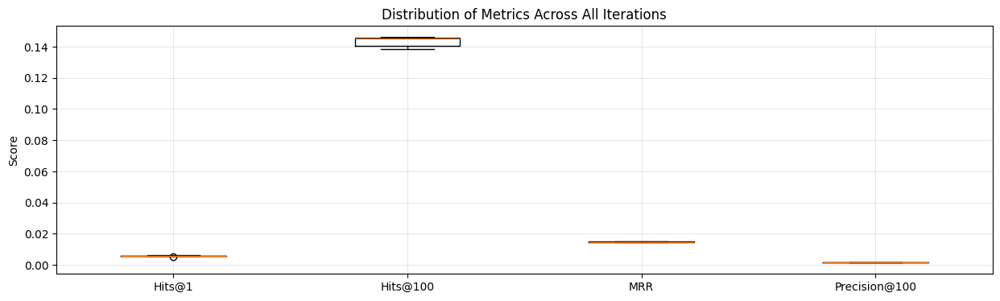 Distribution of Metrics Across All Iterations
Score
0.14
0.12
0.10
0.08
0.06
0.04
0.02
0.00
Hits@1
Hits@100
MRR
Precision@100